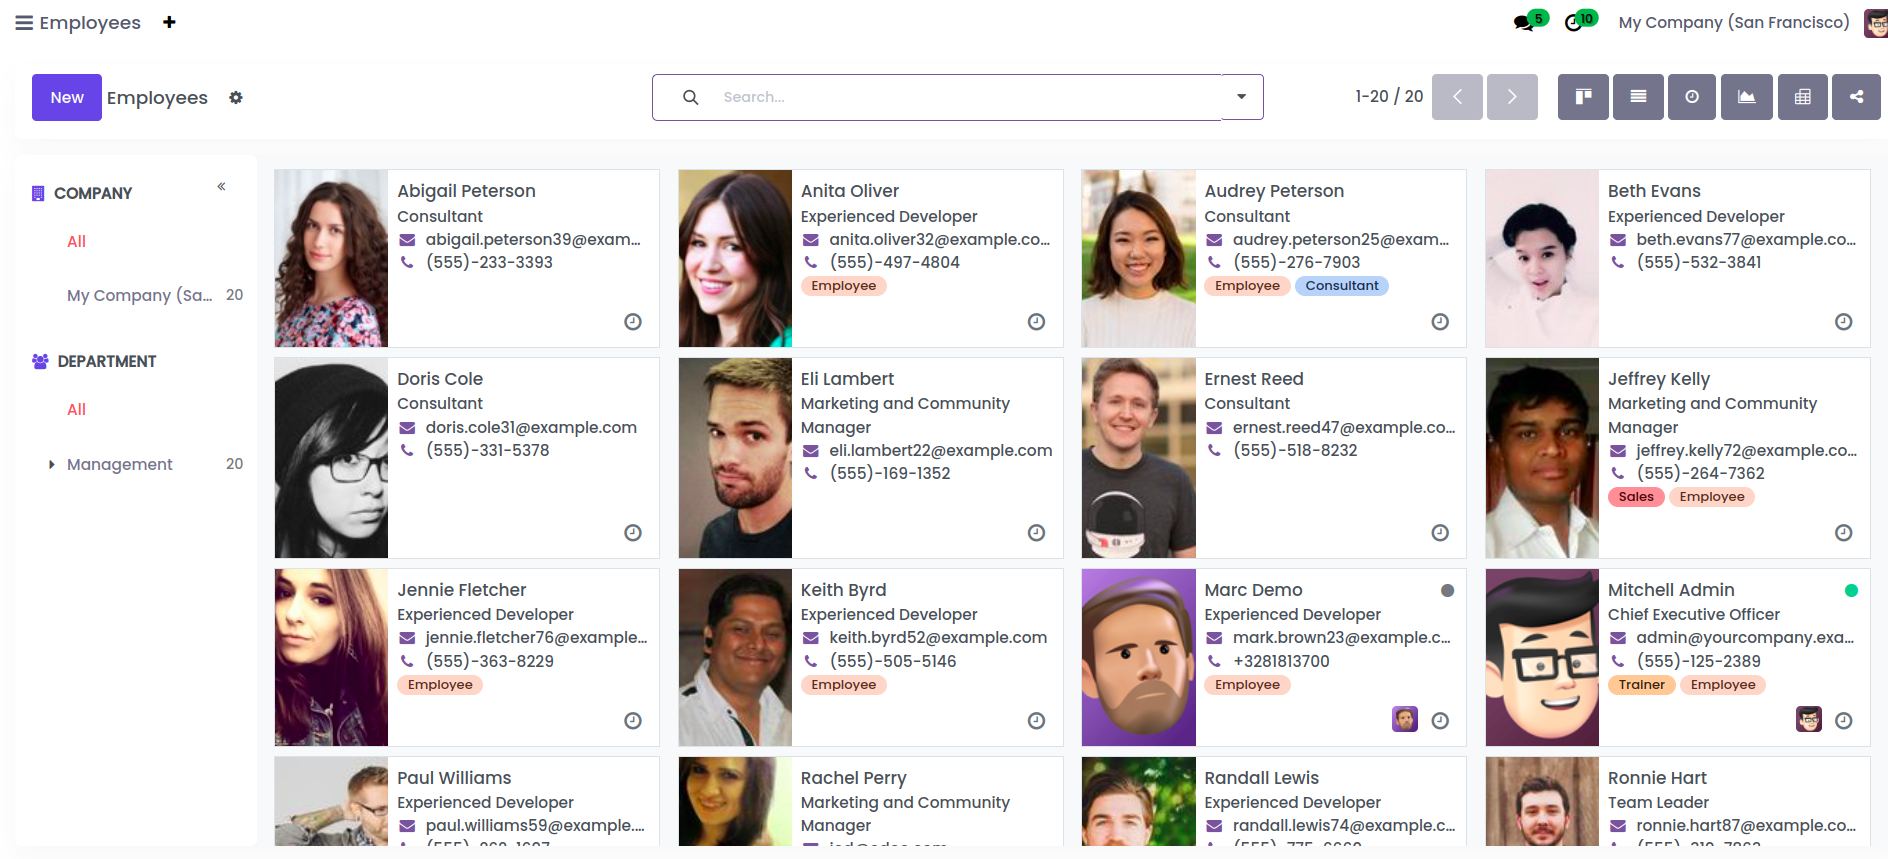 Employees +
5 10 My Company (San Francisco)
New Employees
Search...
1-20 / 20
COMPANY
All
My Company (Sa... 20
DEPARTMENT
All
Management 20
Abigail Peterson
Consultant
abigail.peterson39@exam...
(555)-233-3393
Anita Oliver
Experienced Developer
anita.oliver32@example.co...
(555)-497-4804
Employee
Audrey Peterson
Consultant
audrey.peterson25@exam...
(555)-276-7903
Employee Consultant
Beth Evans
Experienced Developer
beth.evans77@example.co...
(555)-532-3841
Doris Cole
Consultant
doris.cole31@example.com
(555)-331-5378
Eli Lambert
Marketing and Community
Manager
eli.lambert22@example.com
(555)-169-1352
Ernest Reed
Consultant
ernest.reed47@example.co...
(555)-518-8232
Jeffrey Kelly
Marketing and Community
Manager
jeffrey.kelly72@example.co...
(555)-264-7362
Sales Employee
Jennie Fletcher
Experienced Developer
jennie.fletcher76@example...
(555)-363-8229
Employee
Keith Byrd
Experienced Developer
keith.byrd52@example.com
(555)-505-5146
Employee
Marc Demo
Experienced Developer
mark.brown23@example.c...
+3281813700
Employee
Mitchell Admin
Chief Executive Officer
admin@yourcompany.exa...
(555)-125-2389
Trainer Employee
Paul Williams
Experienced Developer
paul.williams59@example....
Rachel Perry
Marketing and Community
Manager
Randall Lewis
Experienced Developer
randall.lewis74@example.c...
Ronnie Hart
Team Leader
ronnie.hart87@example.co...